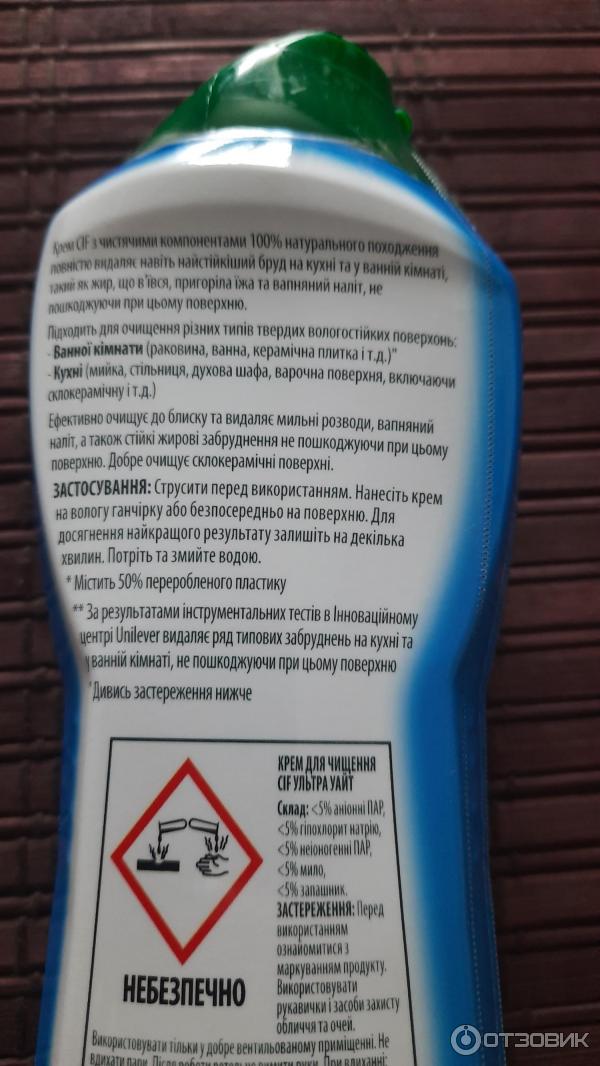 Крем CIF з чистячими компонентами 100% натурального походження
повністю видаляє навіть найстійкіший бруд на кухні та у ванній кімнаті,
такий як жир, що в'ївся, пригоріла їжа та вапняний наліт, не
пошкоджуючи при цьому поверхню.
Підходить для очищення різних типів твердих вологостійких поверхонь:
- Ванної кімнати (раковина, ванна, керамічна плитка і т.д.)"
- Кухні (мийка, стільниця, духова шафа, варочна поверхня, включаючи
склокерамічну і т.д.)
Ефективно очищує до блиску та видаляє мильні розводи, вапняний
наліт, а також стійкі жирові забруднення не пошкоджуючи при цьому
поверхню. Добре очищує склокерамічні поверхні.
ЗАСТОСУВАННЯ: Струсити перед використанням. Нанесіть крем
на вологу ганчірку або безпосередньо на поверхню. Для
досягнення найкращого результату залишіть на декілька
хвилин. Потріть та змийте водою.
* Містить 50% переробленого пластику
** За результатами інструментальних тестів в Інноваційному
центрі Unilever видаляє ряд типових забруднень на кухні та
у ванній кімнаті, не пошкоджуючи при цьому поверхню
"Дивись застереження нижче
КРЕМ ДЛЯ ЧИЩЕННЯ
CIF УЛЬТРА УАЙТ
Склад: <5% аніонні ПАР,
<5% гіпохлорит натрію,
<5% неіоногенні ПАР,
<5% мило,
<5% запашник.
ЗАСТЕРЕЖЕННЯ: Перед
використанням
ознайомитися з
маркуванням продукту.
Використовувати
рукавички і засоби захисту
обличчя та очей.
НЕБЕЗПЕЧНО
Використовувати тільки у добре вентильованому приміщенні. Не
вдихати пари. Після роботи ретельно вимити руки. При вдиханні:
ОТЗОВИК